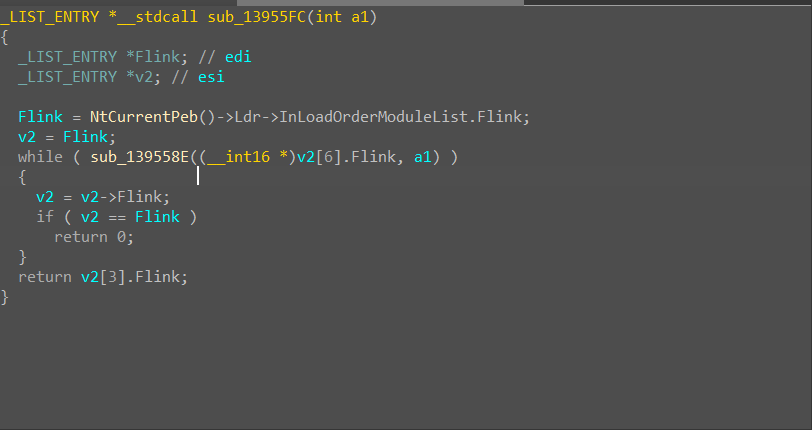 _LIST_ENTRY *__stdcall sub_13955FC(int a1)
{
  _LIST_ENTRY *Flink; // edi
  _LIST_ENTRY *v2; // esi

  Flink = NtCurrentPeb()->Ldr->InLoadOrderModuleList.Flink;
  v2 = Flink;
  while ( sub_139558E((__int16 *)v2[6].Flink, a1) )
  {
    v2 = v2->Flink;
    if ( v2 == Flink )
      return 0;
  }
  return v2[3].Flink;
}